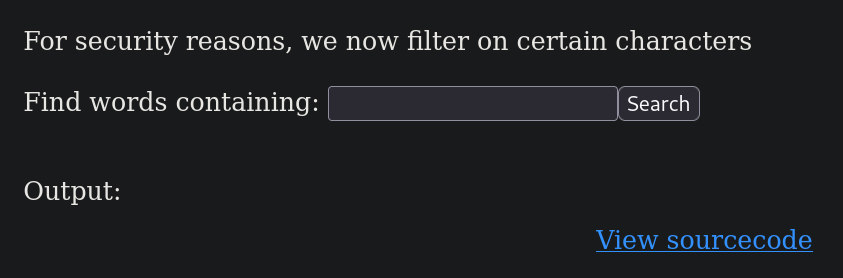 For security reasons, we now filter on certain characters
Find words containing: Search
Output:
View sourcecode